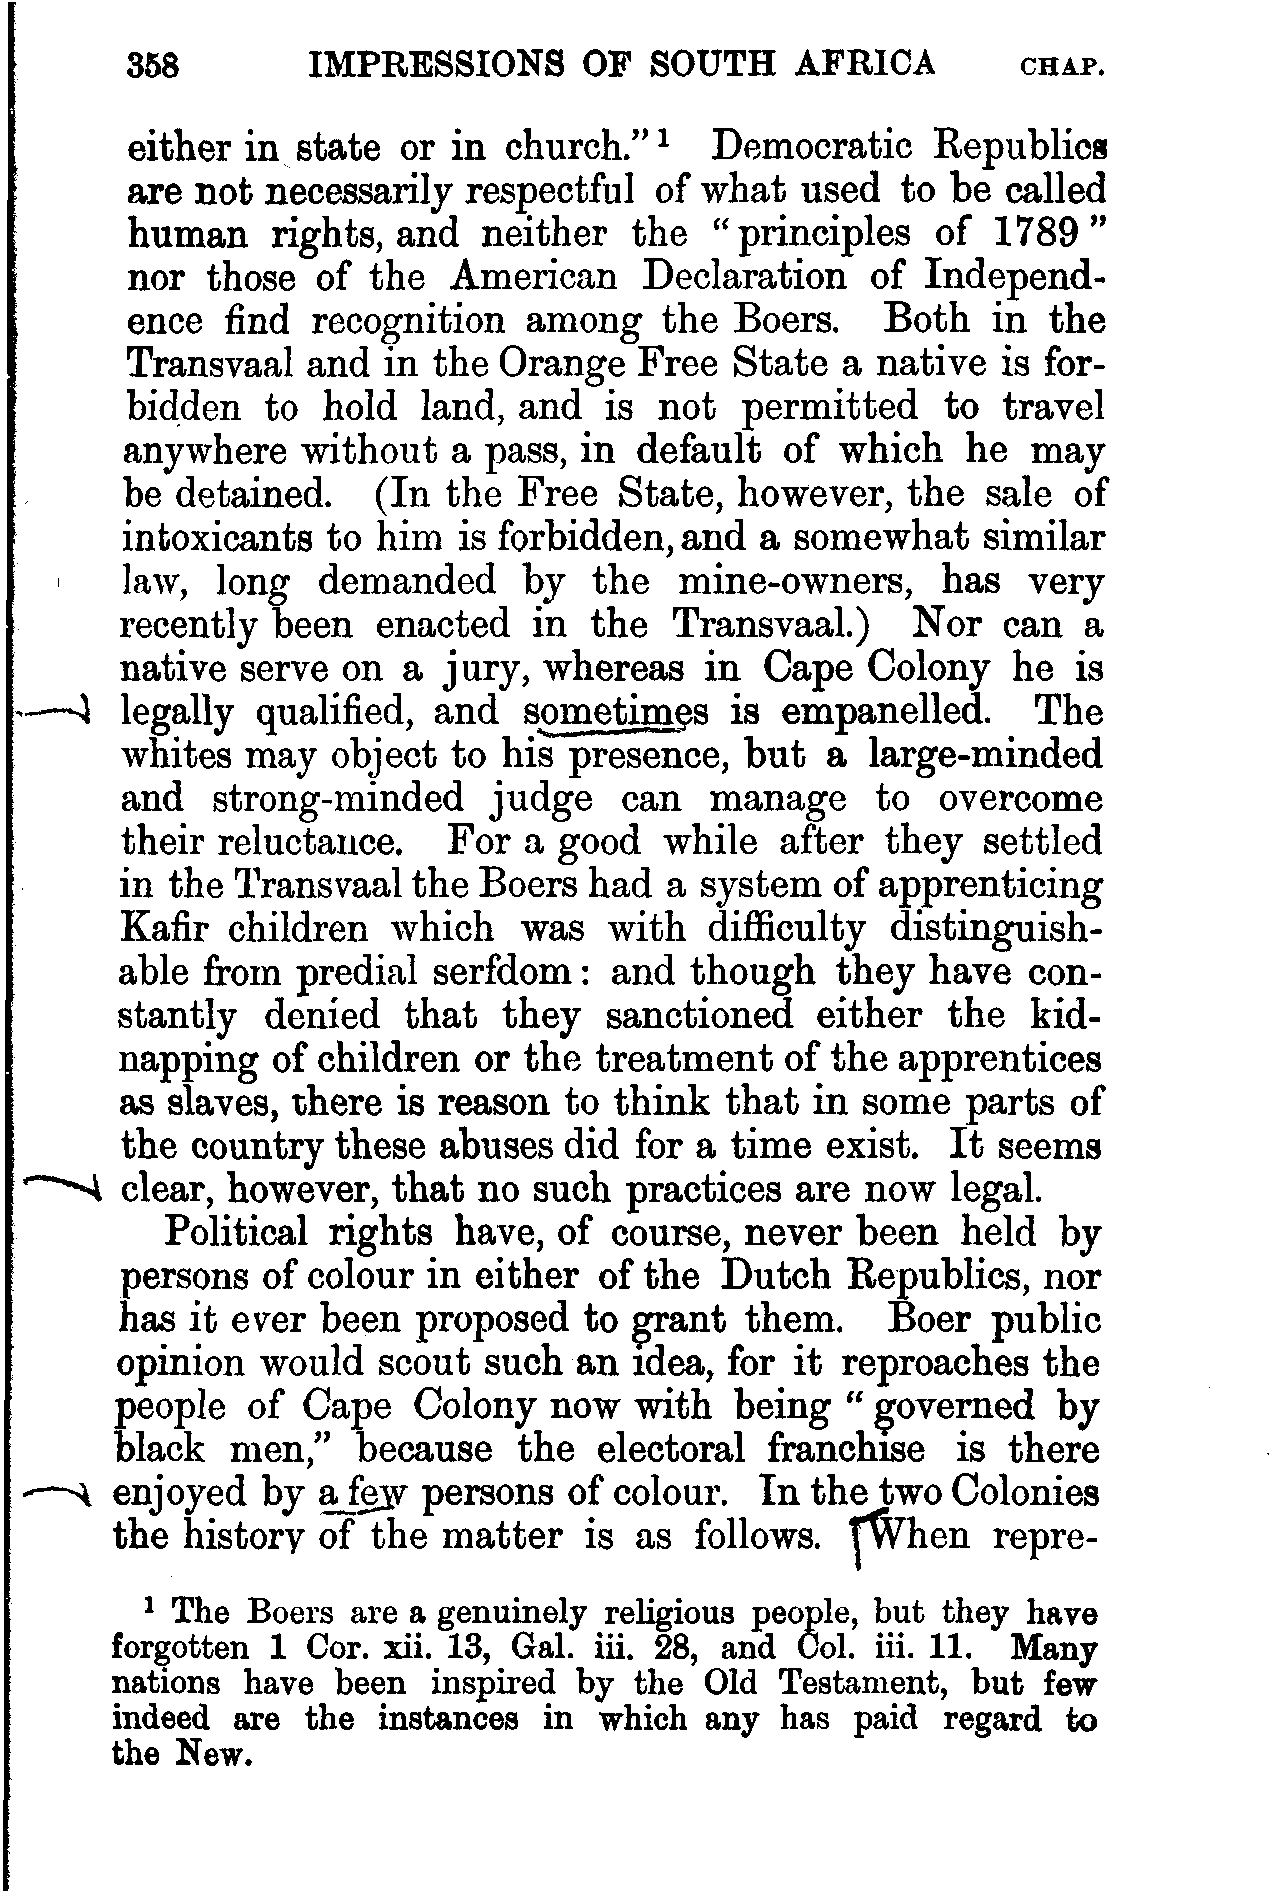 358 IMPRESSIONS OF SOUTH AFRICA CHAP.
either in state or in church.” ¹ Democratic Republics
are not necessarily respectful of what used to be called
human rights, and neither the “principles of 1789”
nor those of the American Declaration of Independ-
ence find recognition among the Boers. Both in the
Transvaal and in the Orange Free State a native is for-
bidden to hold land, and is not permitted to travel
anywhere without a pass, in default of which he may
be detained. (In the Free State, however, the sale of
intoxicants to him is forbidden, and a somewhat similar
law, long demanded by the mine-owners, has very
recently been enacted in the Transvaal.) Nor can a
native serve on a jury, whereas in Cape Colony he is
legally qualified, and sometimes is empanelled. The
whites may object to his presence, but a large-minded
and strong-minded judge can manage to overcome
their reluctance. For a good while after they settled
in the Transvaal the Boers had a system of apprenticing
Kafir children which was with difficulty distinguish-
able from predial serfdom: and though they have con-
stantly denied that they sanctioned either the kid-
napping of children or the treatment of the apprentices
as slaves, there is reason to think that in some parts of
the country these abuses did for a time exist. It seems
clear, however, that no such practices are now legal.
Political rights have, of course, never been held by
persons of colour in either of the Dutch Republics, nor
has it ever been proposed to grant them. Boer public
opinion would scout such an idea, for it reproaches the
people of Cape Colony now with being “governed by
black men,” because the electoral franchise is there
enjoyed by a few persons of colour. In the two Colonies
the history of the matter is as follows. When repre-
¹ The Boers are a genuinely religious people, but they have
forgotten 1 Cor. xii. 13, Gal. iii. 28, and Col. iii. 11. Many
nations have been inspired by the Old Testament, but few
indeed are the instances in which any has paid regard to
the New.